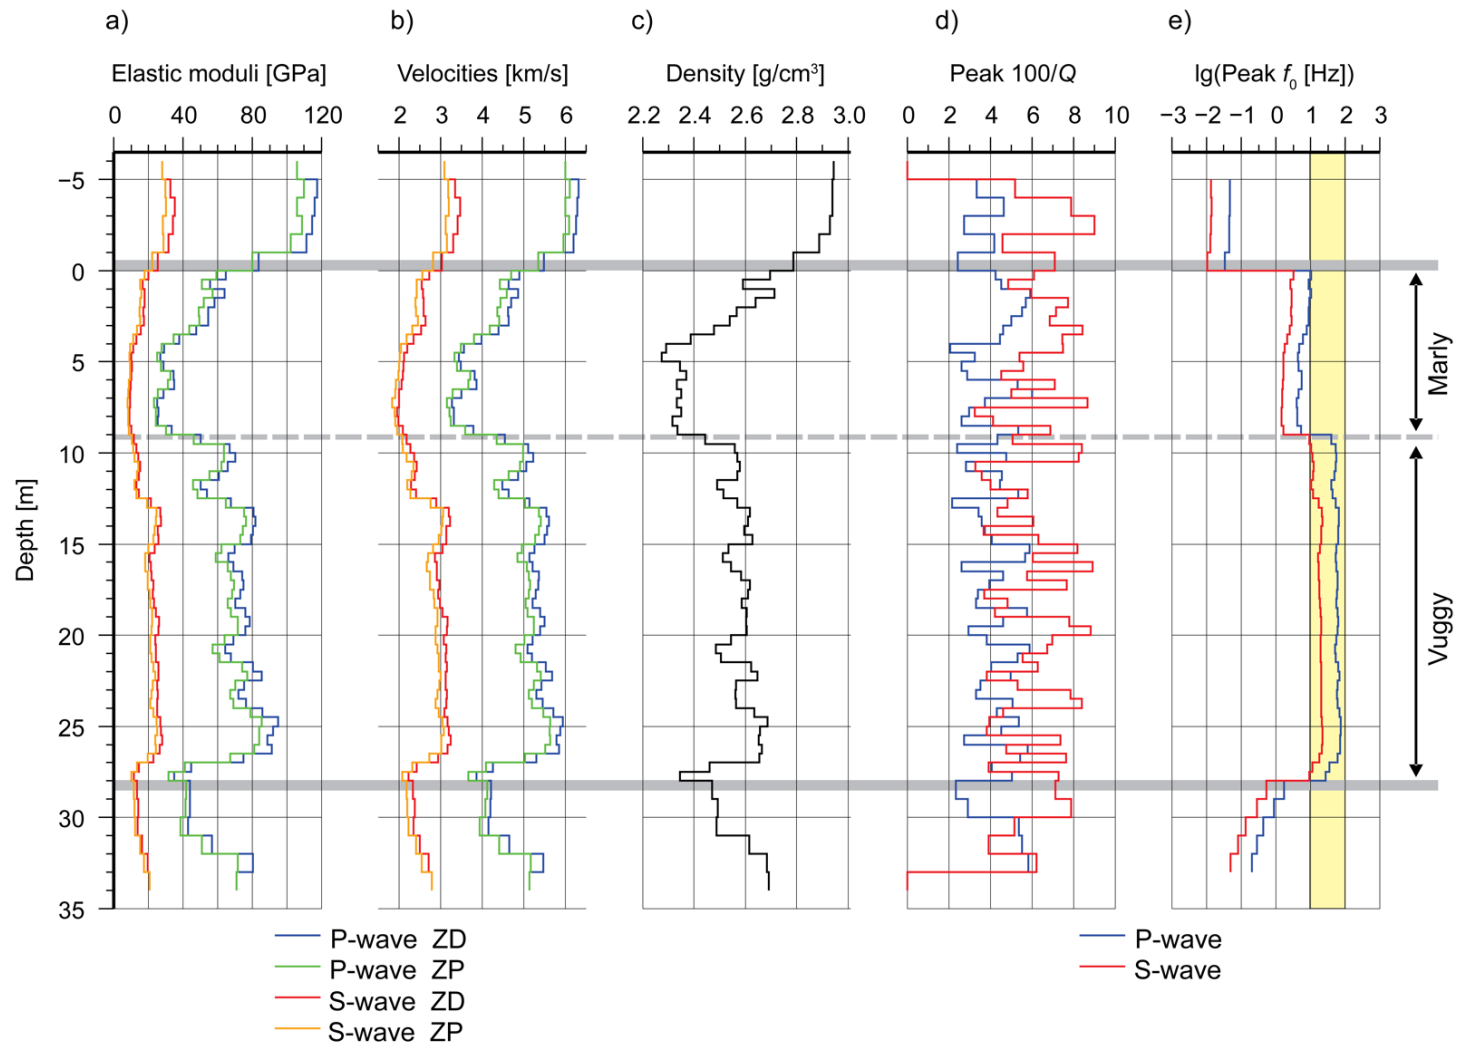 a) b) c) d) e)
Elastic moduli [GPa] Velocities [km/s] Density [g/cm³] Peak 100/Q lg(Peak f₀ [Hz])
0 40 80 120 2 3 4 5 6 2.2 2.4 2.6 2.8 3.0 0 2 4 6 8 10 −3 −2 −1 0 1 2 3
−5
0
5
10
15
20
25
30
35
Depth [m]
Marly
Vuggy
P-wave ZD
P-wave ZP
S-wave ZD
S-wave ZP
P-wave
S-wave